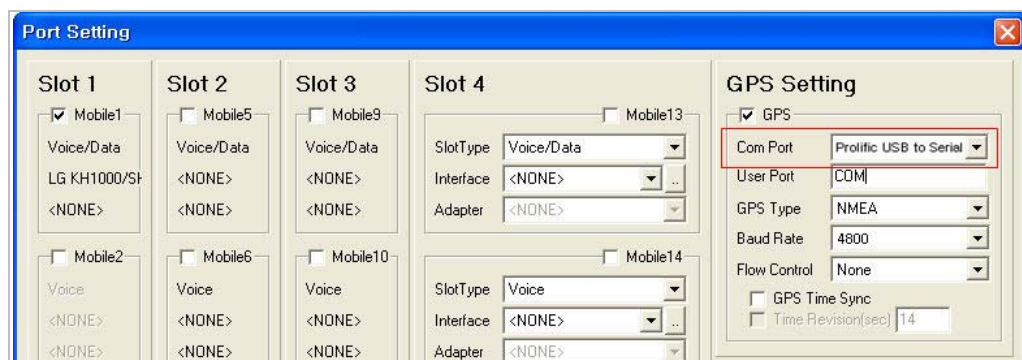 Port Setting
Slot 1
Mobile1
Voice/Data
LG KH1000/SH
<NONE>
Mobile2
Voice
<NONE>
<NONE>
Slot 2
Mobile5
Voice/Data
<NONE>
<NONE>
Mobile6
Voice
<NONE>
<NONE>
Slot 3
Mobile9
Voice/Data
<NONE>
<NONE>
Mobile10
Voice
<NONE>
<NONE>
Slot 4
Mobile13
SlotType Voice/Data
Interface <NONE> ..
Adapter <NONE>
Mobile14
SlotType Voice
Interface <NONE> ..
Adapter <NONE>
GPS Setting
GPS
Com Port Prolific USB to Serial
User Port COM
GPS Type NMEA
Baud Rate 4800
Flow Control None
GPS Time Sync
Time Revision(sec) 14